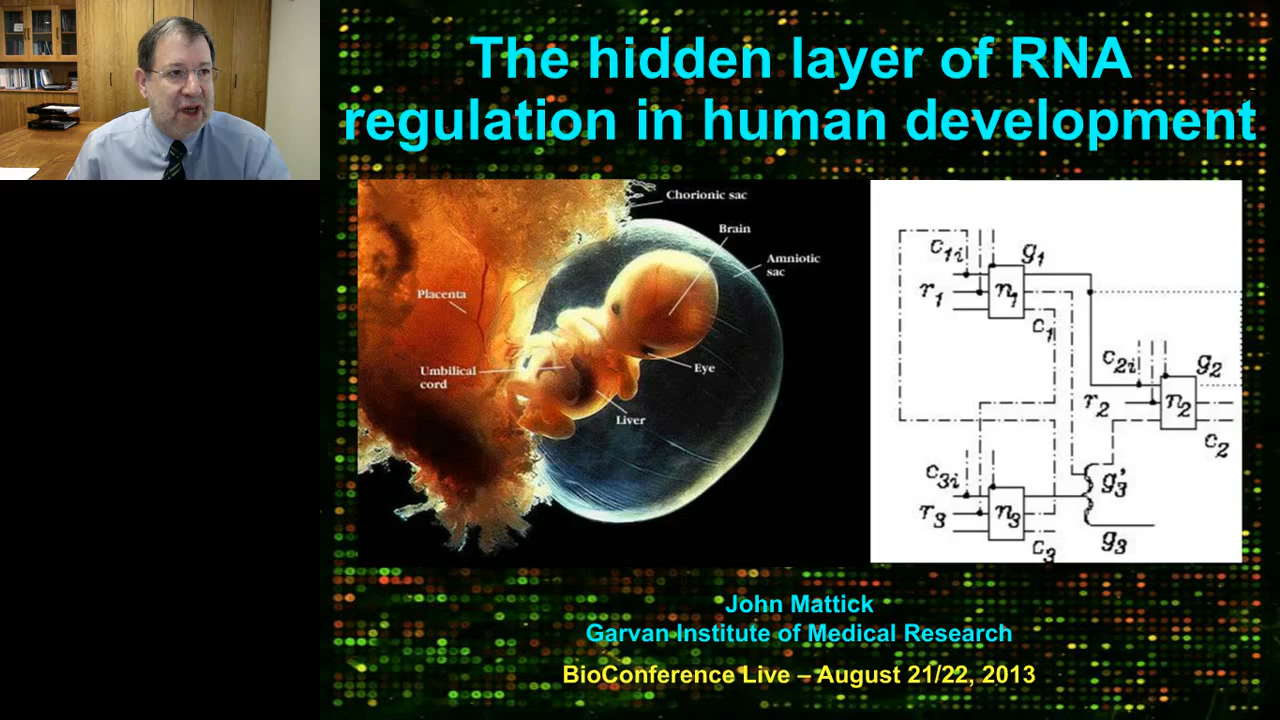 The hidden layer of RNA
regulation in human development
Chorionic sac
Brain
Amniotic
sac
Placenta
Umbilical
cord
Eye
Liver
c1i
g1
r1
n1
c1
c2i
g2
r2
n2
c2
c3i
g'3
r3
n3
g3
c3
John Mattick
Garvan Institute of Medical Research
BioConference Live – August 21/22, 2013